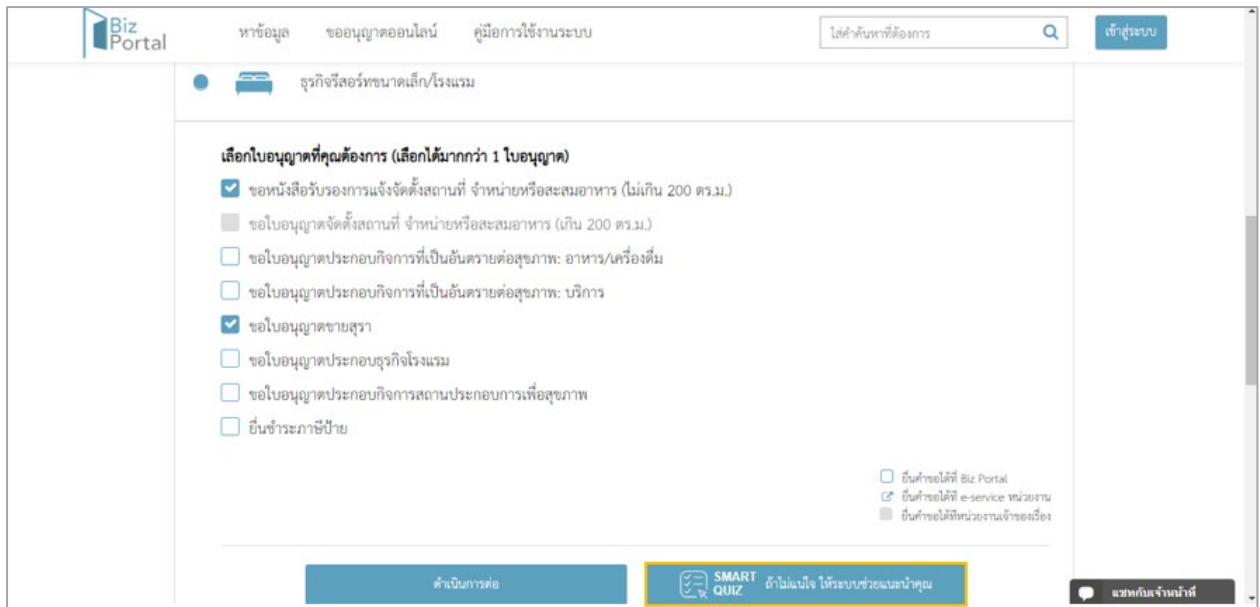 Biz Portal
หาข้อมูล ขออนุญาตออนไลน์ คู่มือการใช้งานระบบ ใส่คำค้นหาที่ต้องการ เข้าสู่ระบบ
ธุรกิจรีสอร์ทขนาดเล็ก/โรงแรม
เลือกใบอนุญาตที่คุณต้องการ (เลือกได้มากกว่า 1 ใบอนุญาต)
ขอหนังสือรับรองการแจ้งจัดตั้งสถานที่ จำหน่ายหรือสะสมอาหาร (ไม่เกิน 200 ตร.ม.)
ขอใบอนุญาตจัดตั้งสถานที่ จำหน่ายหรือสะสมอาหาร (เกิน 200 ตร.ม.)
ขอใบอนุญาตประกอบกิจการที่เป็นอันตรายต่อสุขภาพ: อาหาร/เครื่องดื่ม
ขอใบอนุญาตประกอบกิจการที่เป็นอันตรายต่อสุขภาพ: บริการ
ขอใบอนุญาตขายสุรา
ขอใบอนุญาตประกอบธุรกิจโรงแรม
ขอใบอนุญาตประกอบกิจการสถานประกอบการเพื่อสุขภาพ
ยื่นชำระภาษีป้าย
ยื่นคำขอได้ที่ Biz Portal
ยื่นคำขอได้ที่ e-service หน่วยงาน
ยื่นคำขอได้ที่หน่วยงานเจ้าของเรื่อง
ดำเนินการต่อ
SMART QUIZ ถ้าไม่แน่ใจ ให้ระบบช่วยแนะนำคุณ
แชทกับเจ้าหน้าที่